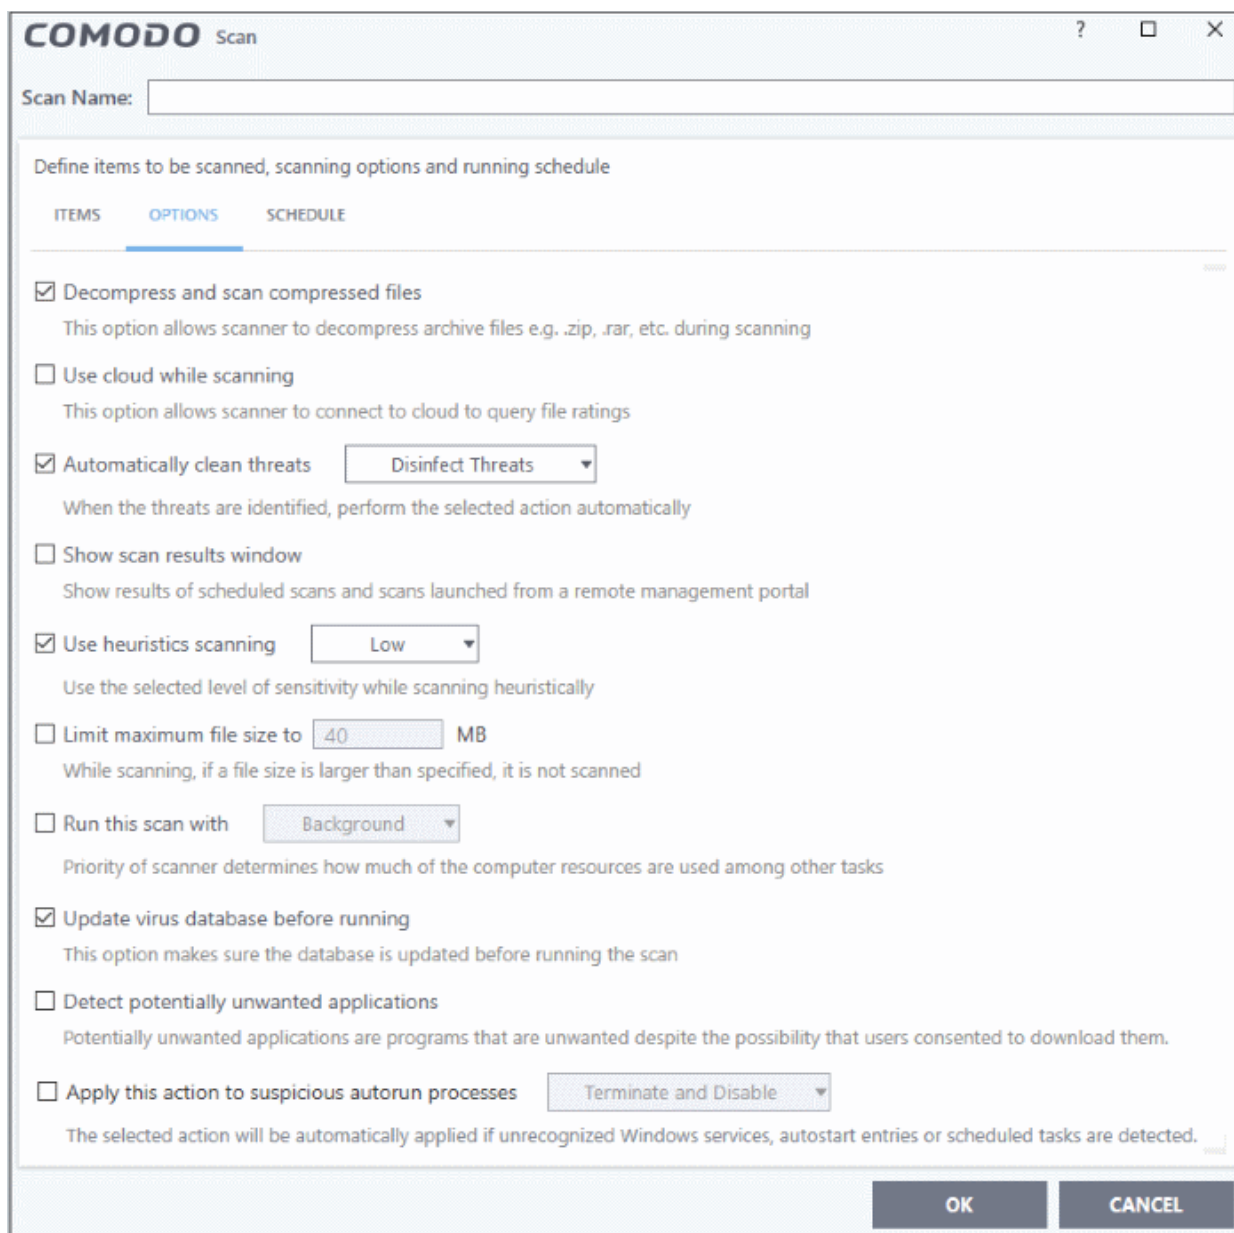 COMODO Scan ?
Scan Name:
Define items to be scanned, scanning options and running schedule
ITEMS OPTIONS SCHEDULE
Decompress and scan compressed files
This option allows scanner to decompress archive files e.g. .zip, .rar, etc. during scanning
Use cloud while scanning
This option allows scanner to connect to cloud to query file ratings
Automatically clean threats Disinfect Threats
When the threats are identified, perform the selected action automatically
Show scan results window
Show results of scheduled scans and scans launched from a remote management portal
Use heuristics scanning Low
Use the selected level of sensitivity while scanning heuristically
Limit maximum file size to 40 MB
While scanning, if a file size is larger than specified, it is not scanned
Run this scan with Background
Priority of scanner determines how much of the computer resources are used among other tasks
Update virus database before running
This option makes sure the database is updated before running the scan
Detect potentially unwanted applications
Potentially unwanted applications are programs that are unwanted despite the possibility that users consented to download them.
Apply this action to suspicious autorun processes Terminate and Disable
The selected action will be automatically applied if unrecognized Windows services, autostart entries or scheduled tasks are detected.
OK CANCEL